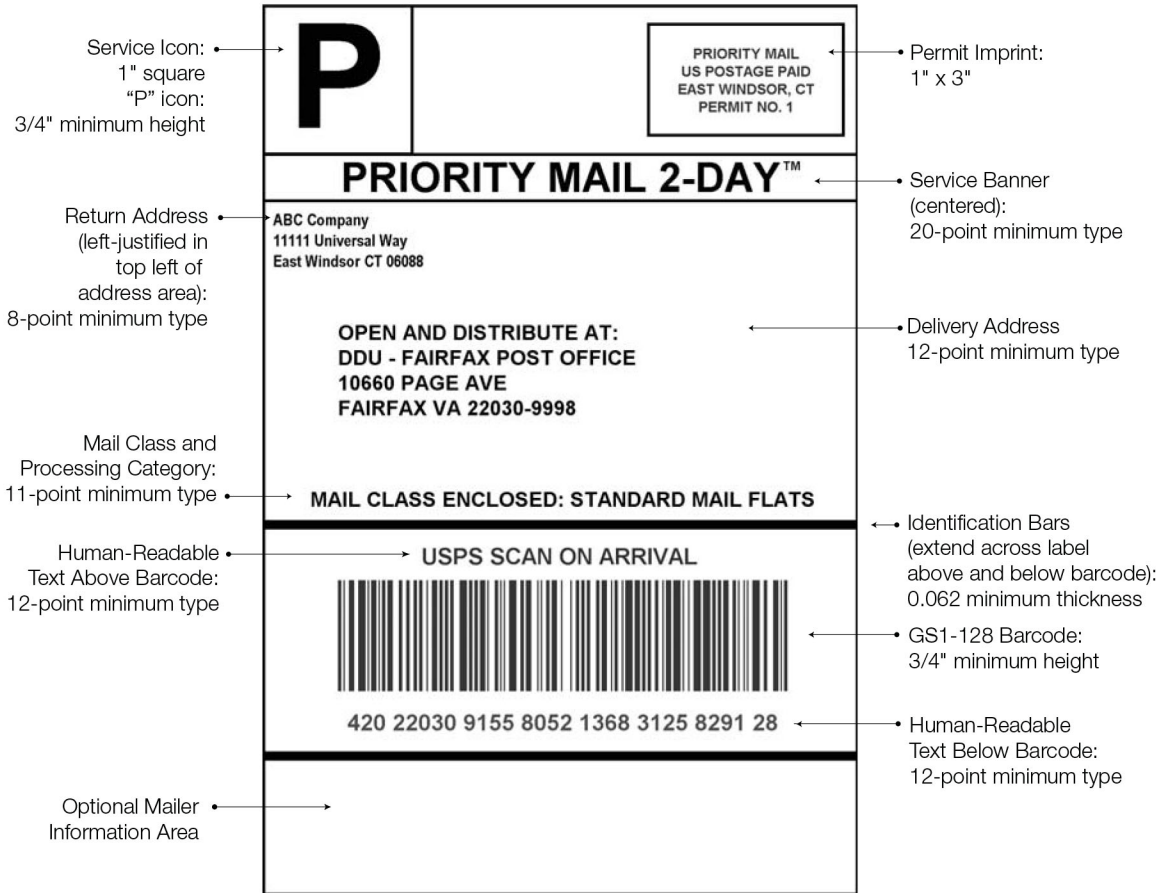 Service Icon:
1" square
“P” icon:
3/4" minimum height
P
PRIORITY MAIL
US POSTAGE PAID
EAST WINDSOR, CT
PERMIT NO. 1
Permit Imprint:
1" x 3"
PRIORITY MAIL 2-DAY™
Service Banner
(centered):
20-point minimum type
Return Address
(left-justified in
top left of
address area):
8-point minimum type
ABC Company
11111 Universal Way
East Windsor CT 06088
OPEN AND DISTRIBUTE AT:
DDU - FAIRFAX POST OFFICE
10660 PAGE AVE
FAIRFAX VA 22030-9998
Delivery Address
12-point minimum type
Mail Class and
Processing Category:
11-point minimum type
MAIL CLASS ENCLOSED: STANDARD MAIL FLATS
Identification Bars
(extend across label
above and below barcode):
0.062 minimum thickness
Human-Readable
Text Above Barcode:
12-point minimum type
USPS SCAN ON ARRIVAL
GS1-128 Barcode:
3/4" minimum height
420 22030 9155 8052 1368 3125 8291 28
Human-Readable
Text Below Barcode:
12-point minimum type
Optional Mailer
Information Area